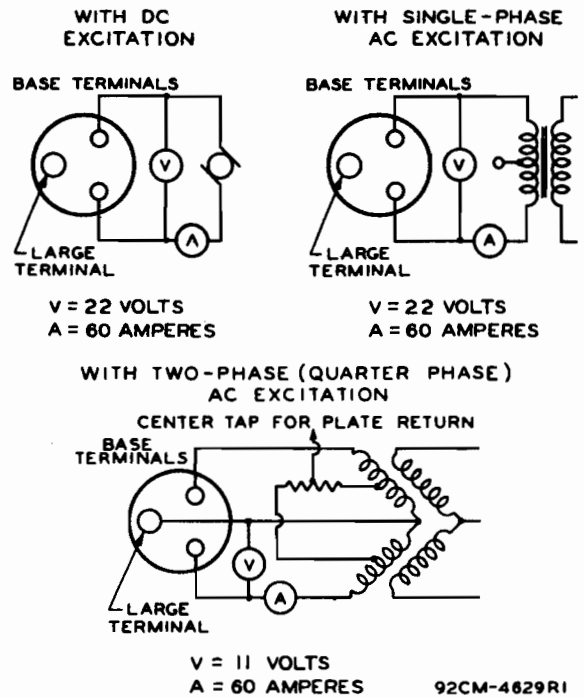 WITH DC
EXCITATION
BASE TERMINALS
V
A
LARGE
TERMINAL
V = 22 VOLTS
A = 60 AMPERES
WITH SINGLE-PHASE
AC EXCITATION
BASE TERMINALS
V
A
LARGE
TERMINAL
V = 22 VOLTS
A = 60 AMPERES
WITH TWO-PHASE (QUARTER PHASE)
AC EXCITATION
CENTER TAP FOR PLATE RETURN
BASE
TERMINALS
V
A
LARGE
TERMINAL
V = 11 VOLTS
A = 60 AMPERES
92CM-4629R1